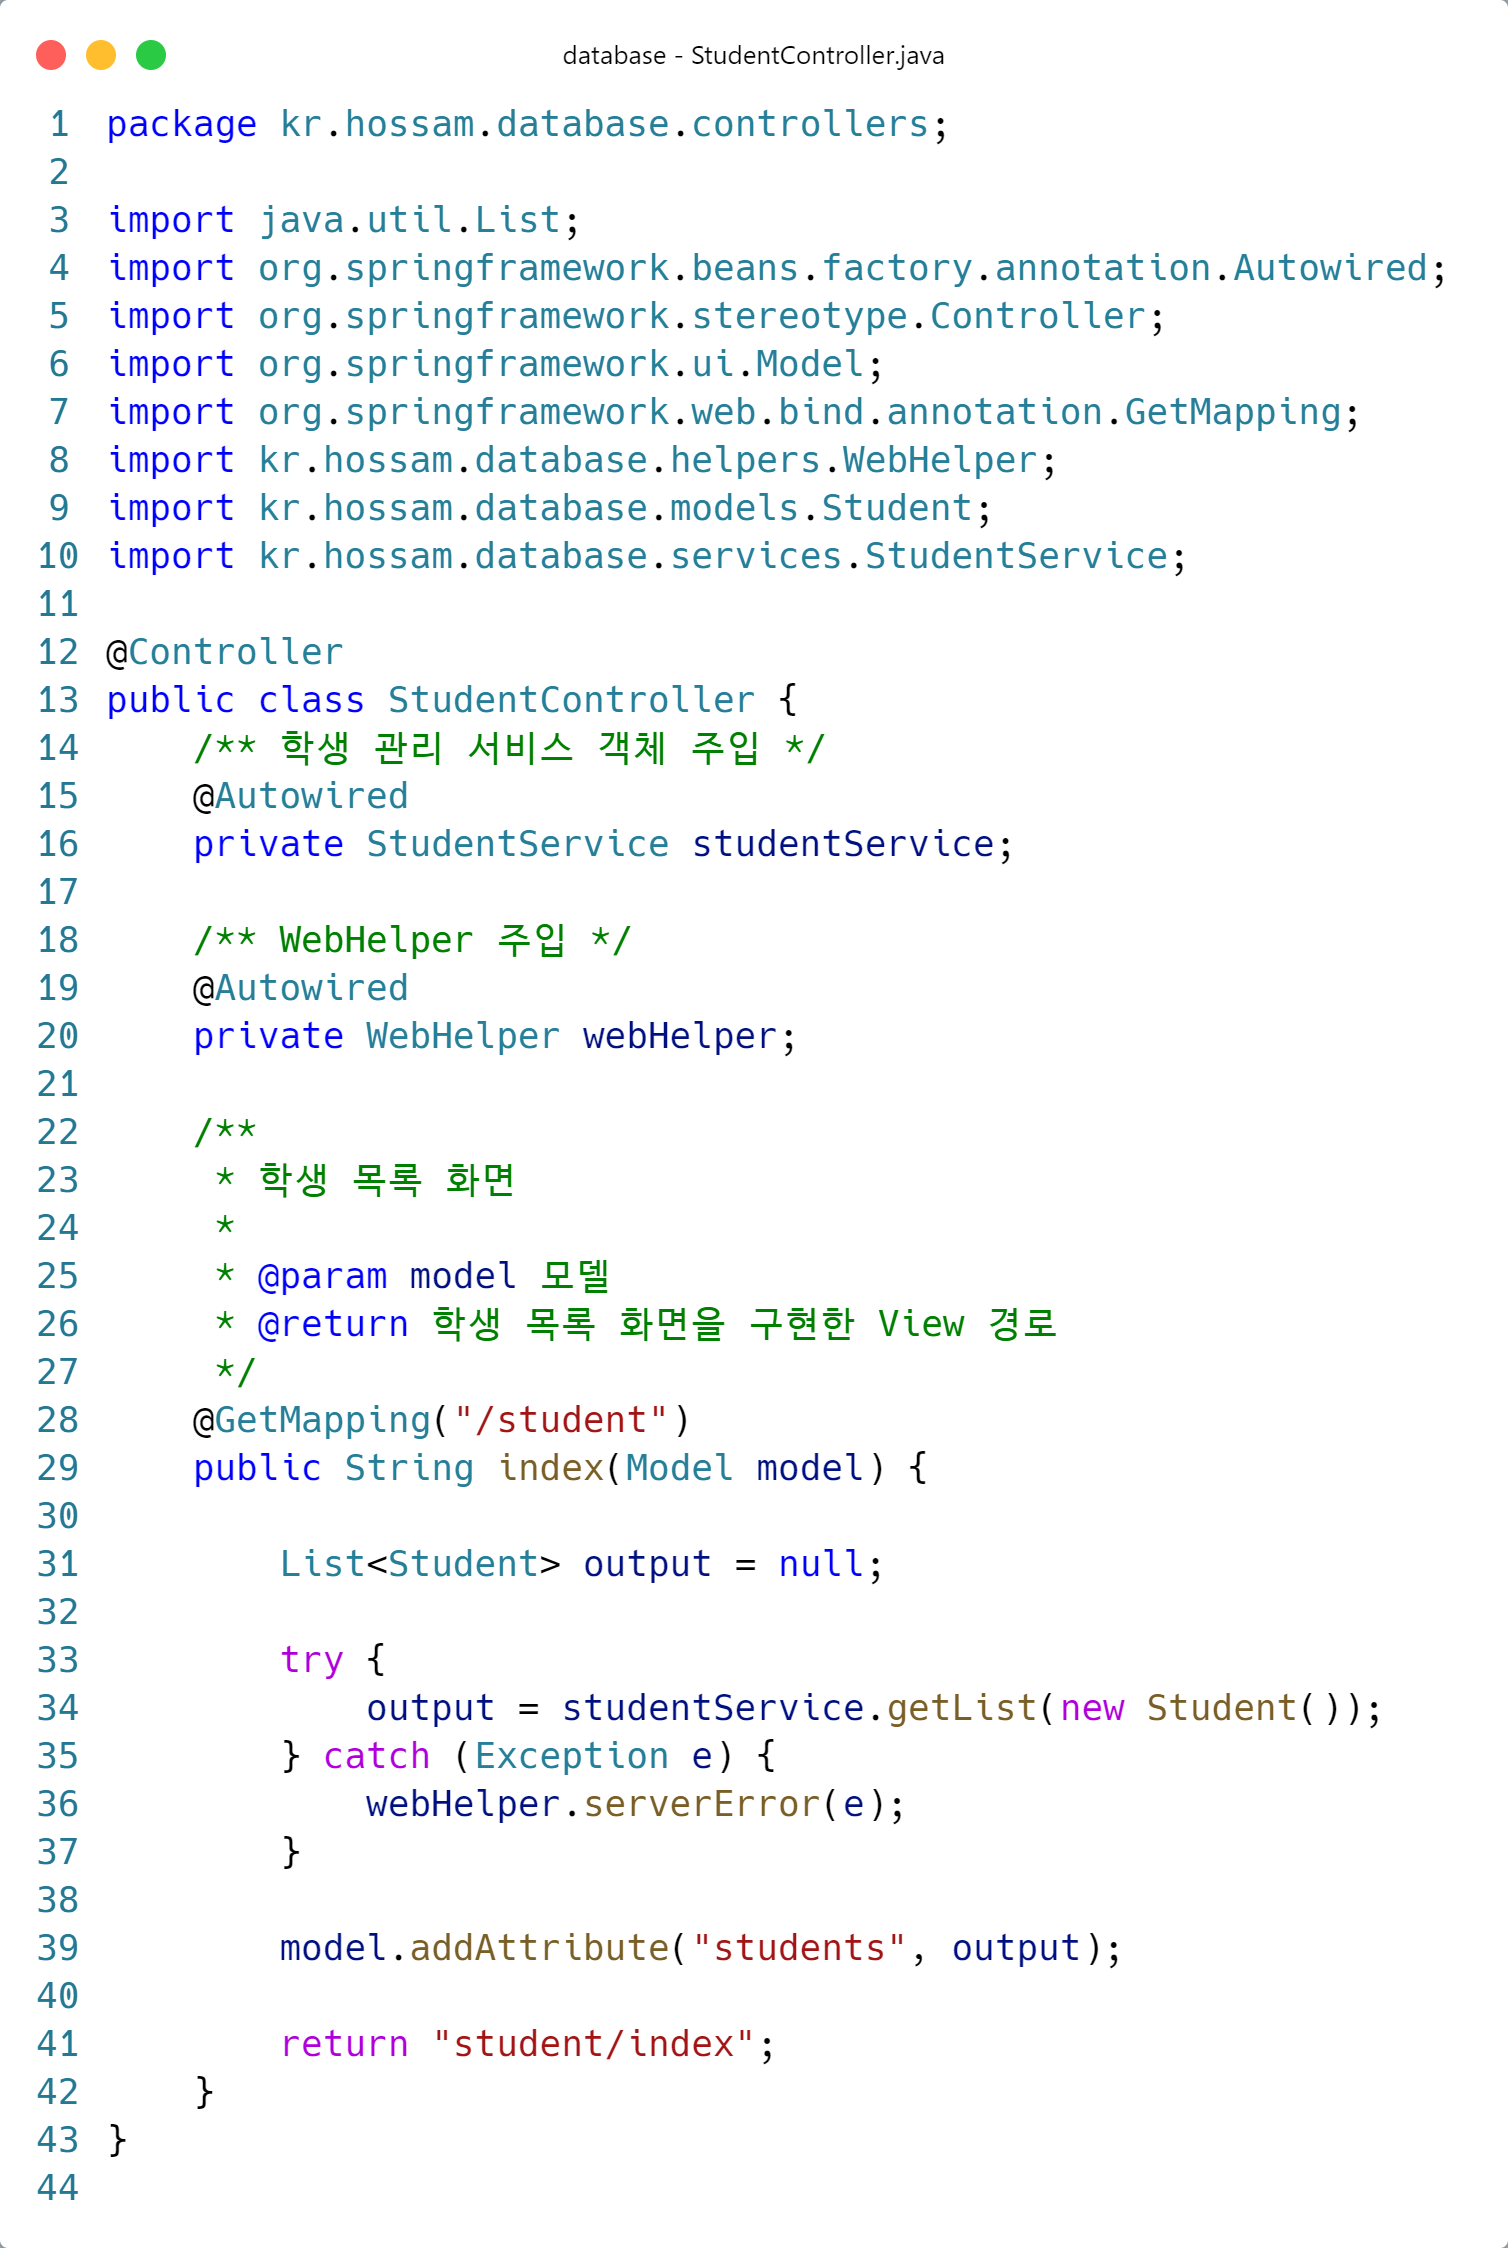 database - StudentController.java
1 package kr.hossam.database.controllers;
2
3 import java.util.List;
4 import org.springframework.beans.factory.annotation.Autowired;
5 import org.springframework.stereotype.Controller;
6 import org.springframework.ui.Model;
7 import org.springframework.web.bind.annotation.GetMapping;
8 import kr.hossam.database.helpers.WebHelper;
9 import kr.hossam.database.models.Student;
10 import kr.hossam.database.services.StudentService;
11
12 @Controller
13 public class StudentController {
14     /** 학생 관리 서비스 객체 주입 */
15     @Autowired
16     private StudentService studentService;
17
18     /** WebHelper 주입 */
19     @Autowired
20     private WebHelper webHelper;
21
22     /**
23      * 학생 목록 화면
24      *
25      * @param model 모델
26      * @return 학생 목록 화면을 구현한 View 경로
27      */
28     @GetMapping("/student")
29     public String index(Model model) {
30
31         List<Student> output = null;
32
33         try {
34             output = studentService.getList(new Student());
35         } catch (Exception e) {
36             webHelper.serverError(e);
37         }
38
39         model.addAttribute("students", output);
40
41         return "student/index";
42     }
43 }
44